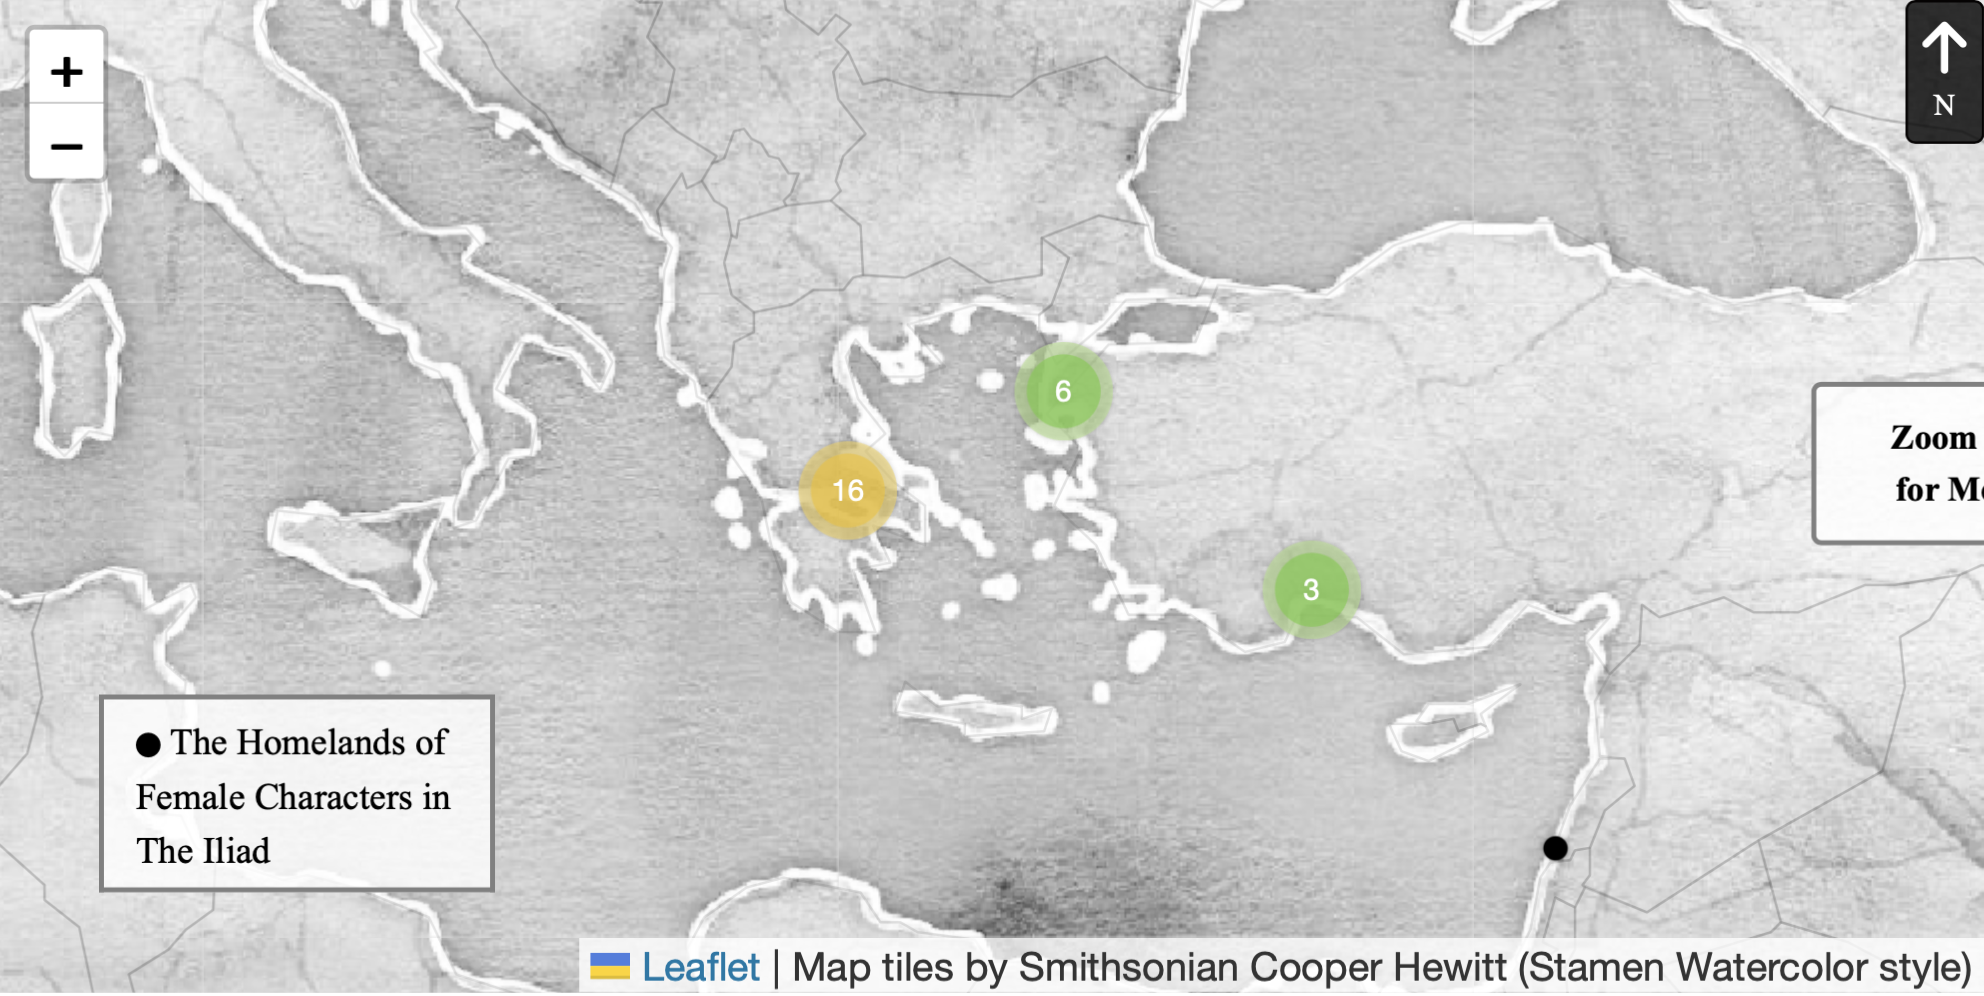 +
−
N
6
Zoom
for M
16
3
● The Homelands of
Female Characters in
The Iliad
Leaflet | Map tiles by Smithsonian Cooper Hewitt (Stamen Watercolor style)